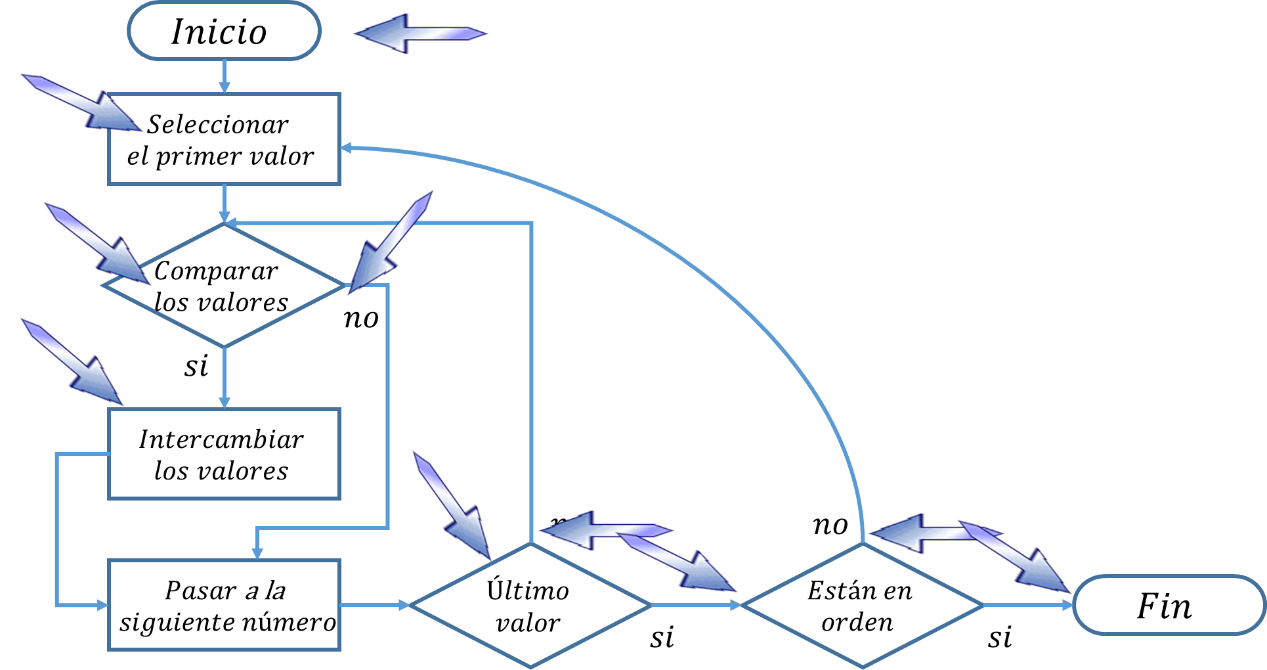 Inicio
Seleccionar
el primer valor
Comparar
los valores
no
si
Intercambiar
los valores
Pasar a la
siguiente número
Último
valor
si
no
Están en
orden
si
Fin